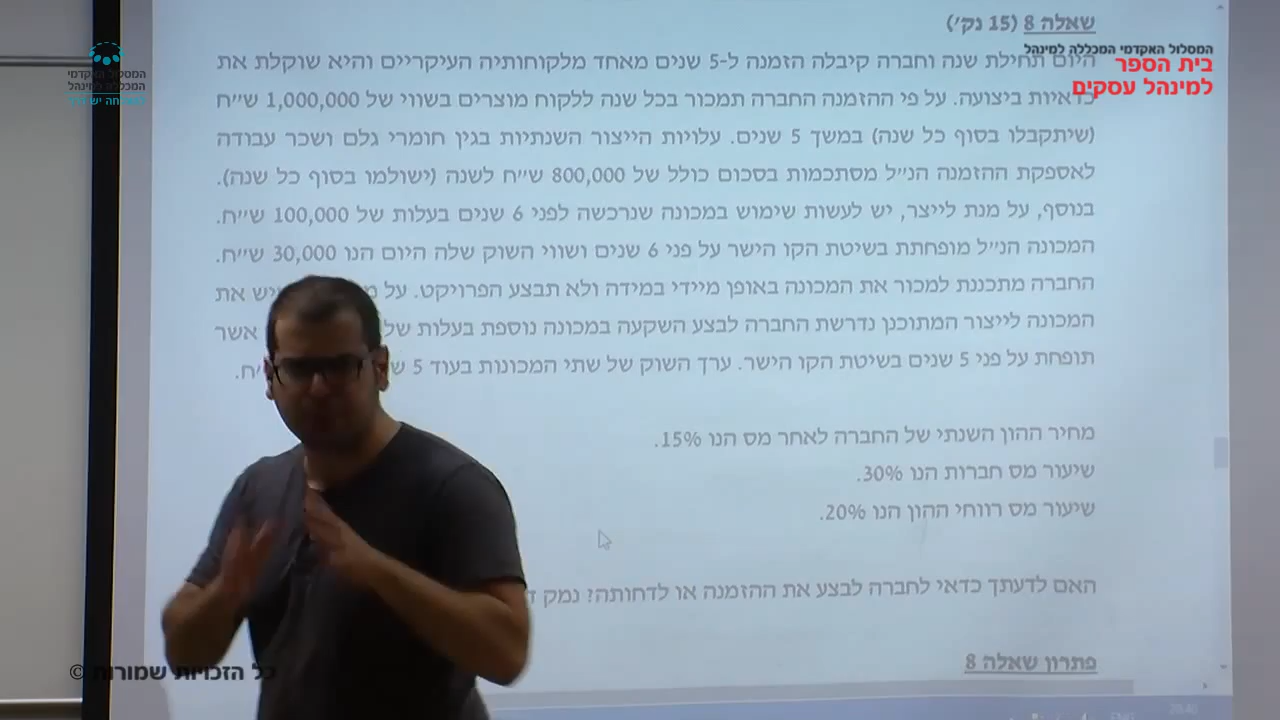 שאלה 8 (15 נק')
המסלול האקדמי המכללה למינהל
בית הספר
למינהל עסקים
המסלול האקדמי
המכללה למינהל
היום תחילת שנה וחברה קיבלה הזמנה ל-5 שנים מאחד מלקוחותיה העיקריים והיא שוקלת את
כדאיות ביצועה. על פי ההזמנה החברה תמכור בכל שנה ללקוח מוצרים בשווי של 1,000,000 ש״ח
(שיתקבלו בסוף כל שנה) במשך 5 שנים. עלויות הייצור השנתיות בגין חומרי גלם ושכר עבודה
לאספקת ההזמנה הנ״ל מסתכמות בסכום כולל של 800,000 ש״ח לשנה (ישולמו בסוף כל שנה).
בנוסף, על מנת לייצר, יש לעשות שימוש במכונה שנרכשה לפני 6 שנים בעלות של 100,000 ש״ח.
המכונה הנ״ל מופחתת בשיטת הקו הישר על פני 6 שנים ושווי השוק שלה היום הנו 30,000 ש״ח.
החברה מתכננת למכור את המכונה באופן מיידי במידה ולא תבצע הפרויקט. על את
המכונה לייצור המתוכנן נדרשת החברה לבצע השקעה במכונה נוספת בעלות של אשר
תופחת על פני 5 שנים בשיטת הקו הישר. ערך השוק של שתי המכונות בעוד 5
מחיר ההון השנתי של החברה לאחר מס הנו 15%.
שיעור מס חברות הנו 30%.
שיעור מס רווחי ההון הנו 20%.
האם לדעתך כדאי לחברה לבצע את ההזמנה או לדחותה? נמק
פתרון שאלה 8
כל הזכויות שמורות ©